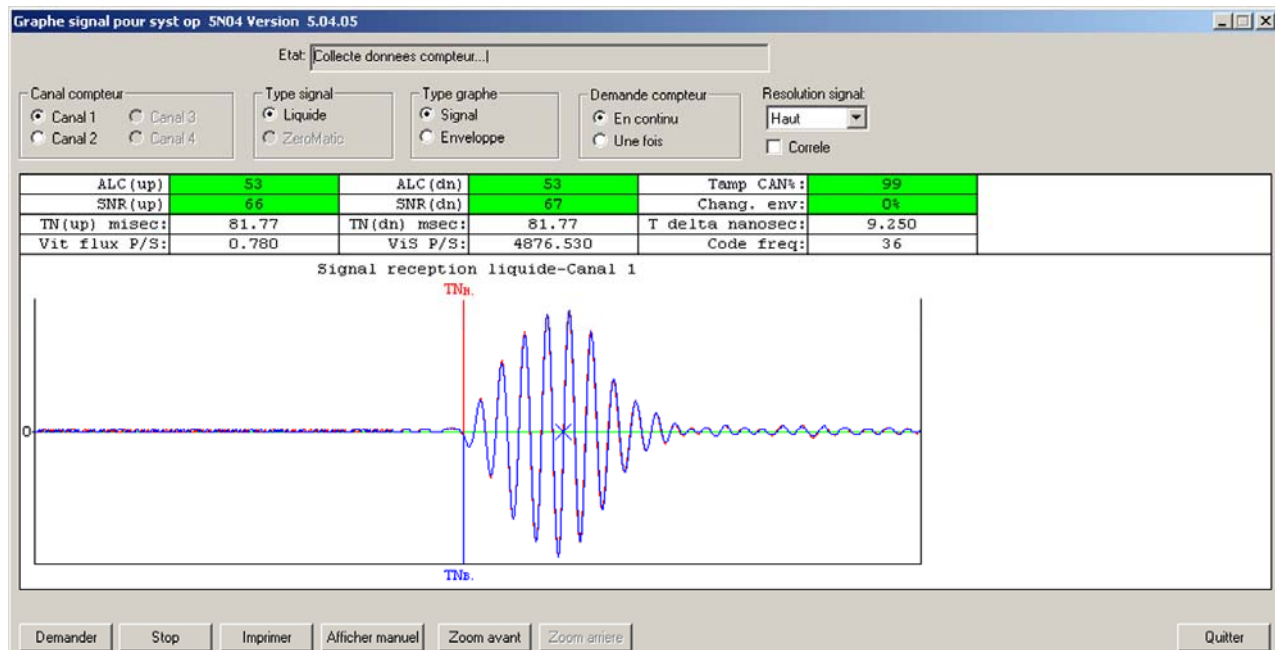 Graphe signal pour syst op 5N04 Version 5.04.05
Etat: Collecte donnees compteur...
Canal compteur Type signal Type graphe Demande compteur Resolution signal:
Canal 1 Canal 3 Liquide Signal En continu Haut
Canal 2 Canal 4 ZeroMatic Enveloppe Une fois Correle
ALC(up) 53 ALC(dn) 53 Tamp CAN%: 99
SNR(up) 66 SNR(dn) 67 Chang. env: 0%
TN(up) misec: 81.77 TN(dn) msec: 81.77 T delta nanosec: 9.250
Vit flux P/S: 0.780 ViS P/S: 4876.530 Code freq: 36
Signal reception liquide-Canal 1
TNH.
0
TNB.
Demander Stop Imprimer Afficher manuel Zoom avant Zoom arriere Quitter